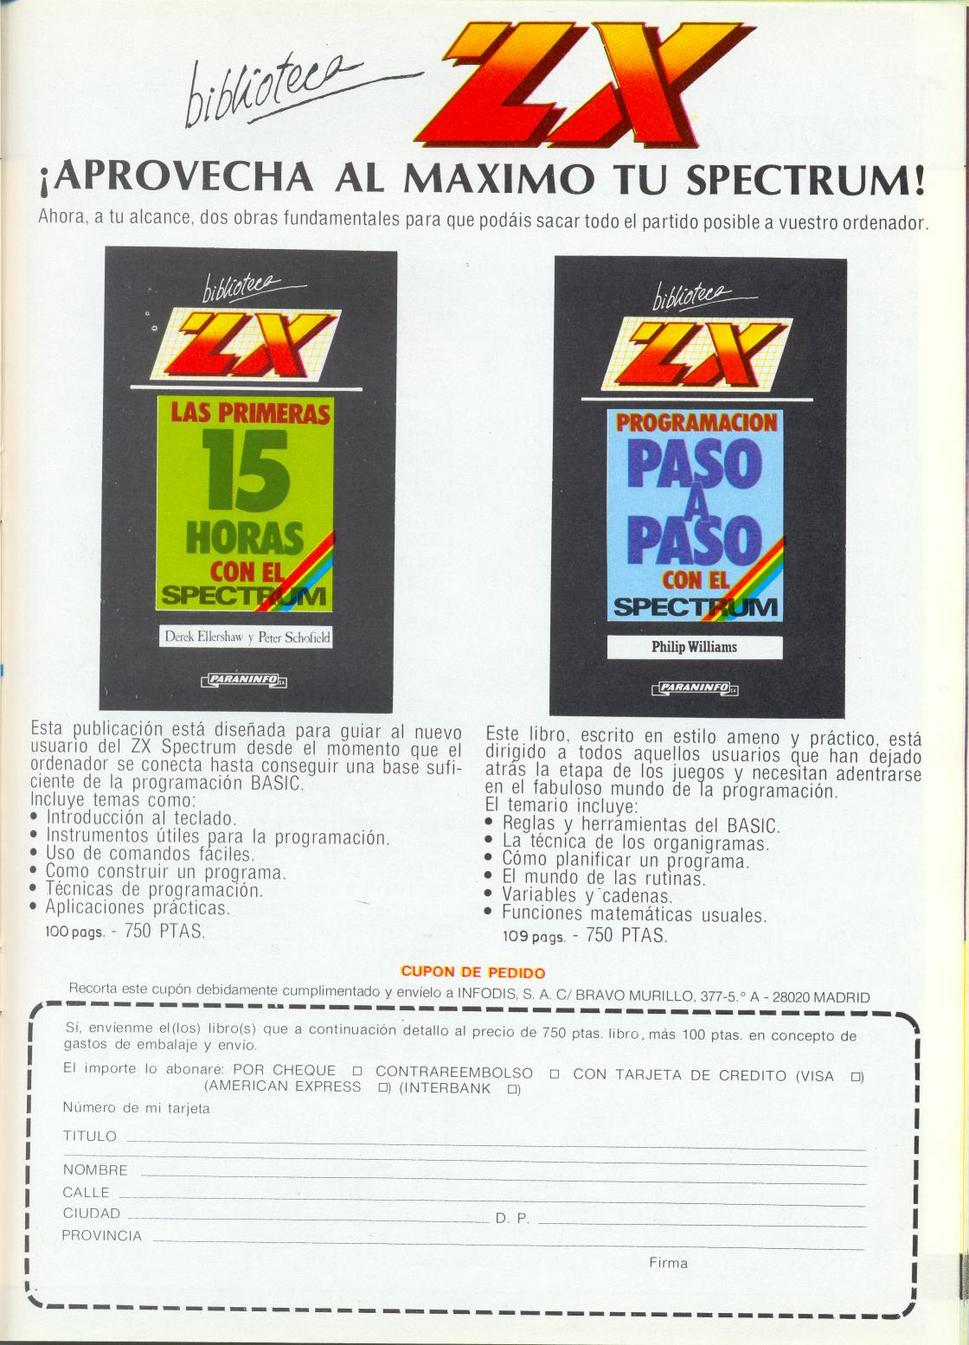 biblioteca ZX
¡APROVECHA AL MAXIMO TU SPECTRUM!
Ahora, a tu alcance, dos obras fundamentales para que podáis sacar todo el partido posible a vuestro ordenador.
biblioteca
ZX
LAS PRIMERAS
15
HORAS
CON EL
SPECTRUM
Derek Ellershaw y Peter Schofield
PARANINFO S.A.
biblioteca
ZX
PROGRAMACION
PASO
A
PASO
CON EL
SPECTRUM
Philip Williams
PARANINFO S.A.
Esta publicación está diseñada para guiar al nuevo
usuario del ZX Spectrum desde el momento que el
ordenador se conecta hasta conseguir una base sufi-
ciente de la programación BASIC.
Incluye temas como:
• Introducción al teclado.
• Instrumentos útiles para la programación.
• Uso de comandos fáciles.
• Como construir un programa.
• Técnicas de programación.
• Aplicaciones prácticas.
100 pags. - 750 PTAS.
Este libro, escrito en estilo ameno y práctico, está
dirigido a todos aquellos usuarios que han dejado
atrás la etapa de los juegos y necesitan adentrarse
en el fabuloso mundo de la programación.
El temario incluye:
• Reglas y herramientas del BASIC.
• La técnica de los organigramas.
• Cómo planificar un programa.
• El mundo de las rutinas.
• Variables y cadenas.
• Funciones matemáticas usuales.
109 pags. - 750 PTAS.
CUPON DE PEDIDO
Recorta este cupón debidamente cumplimentado y envíelo a INFODIS, S. A. C/ BRAVO MURILLO, 377-5.º A - 28020 MADRID
Sí, envíenme el(los) libro(s) que a continuación detallo al precio de 750 ptas. libro, más 100 ptas. en concepto de
gastos de embalaje y envío.
El importe lo abonaré: POR CHEQUE □ CONTRAREEMBOLSO □ CON TARJETA DE CREDITO (VISA □)
(AMERICAN EXPRESS □) (INTERBANK □)
Número de mi tarjeta
TITULO
NOMBRE
CALLE
CIUDAD D. P.
PROVINCIA
Firma